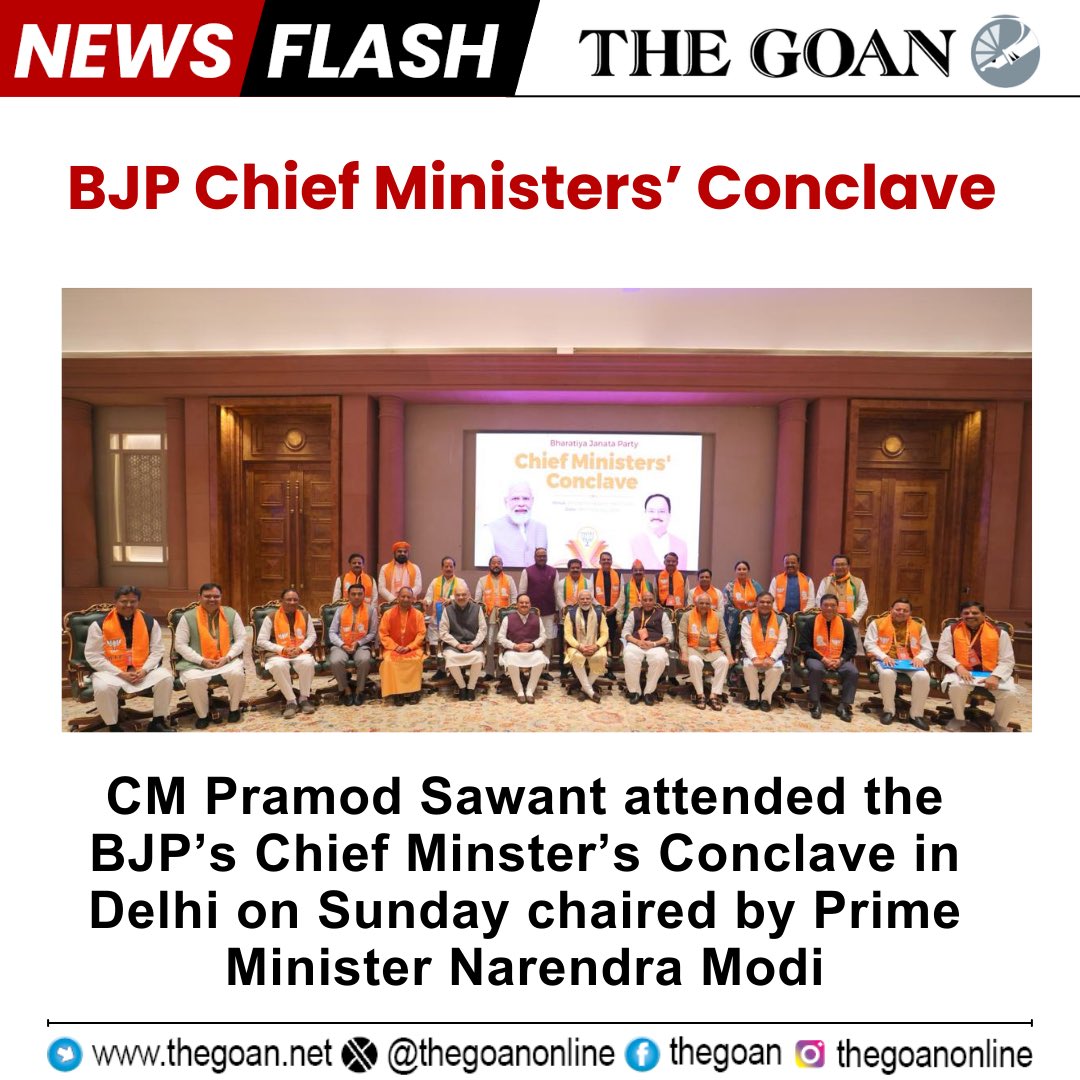 NEWS FLASH THE GOAN
BJP Chief Ministers’ Conclave
Bharatiya Janata Party
Chief Ministers'
Conclave
CM Pramod Sawant attended the
BJP’s Chief Minster’s Conclave in
Delhi on Sunday chaired by Prime
Minister Narendra Modi
www.thegoan.net @thegoanonline thegoan thegoanonline